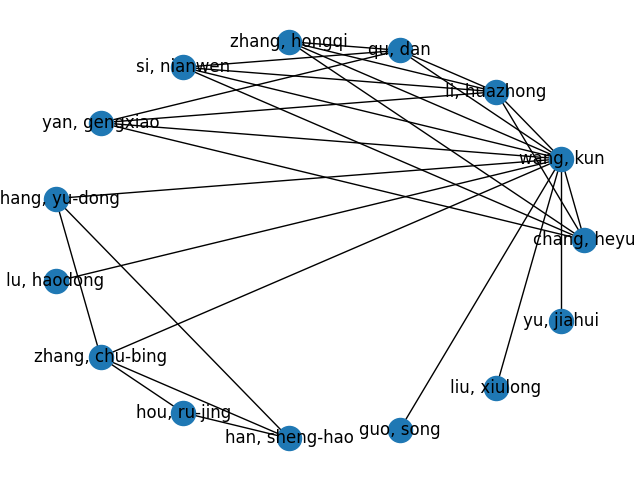 zhang, hongqi
qu, dan
si, nianwen
li, huazhong
yan, gengxiao
wang, kun
hang, yu-dong
chang, heyu
lu, haodong
yu, jiahui
zhang, chu-bing
liu, xiulong
hou, ru-jing
guo, song
han, sheng-hao